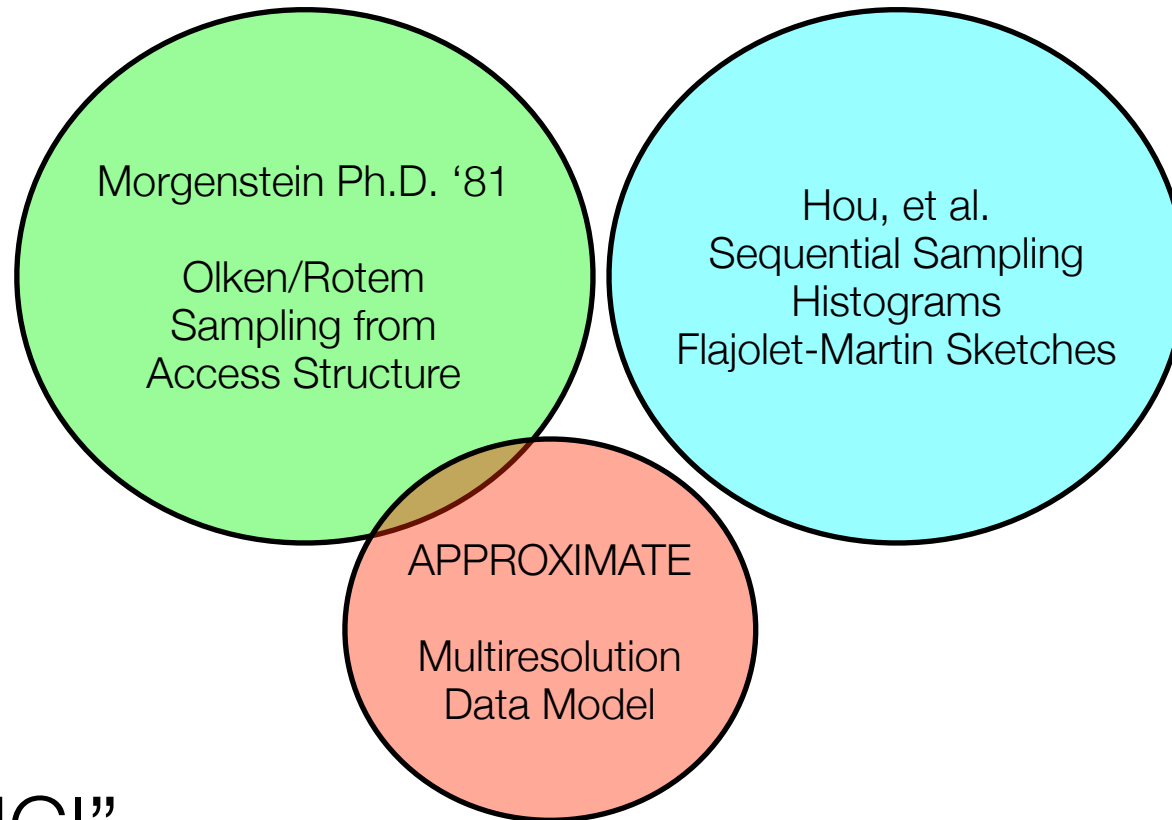 Morgenstein Ph.D. ‘81
Olken/Rotem
Sampling from
Access Structure
Hou, et al.
Sequential Sampling
Histograms
Flajolet-Martin Sketches
APPROXIMATE
Multiresolution
Data Model